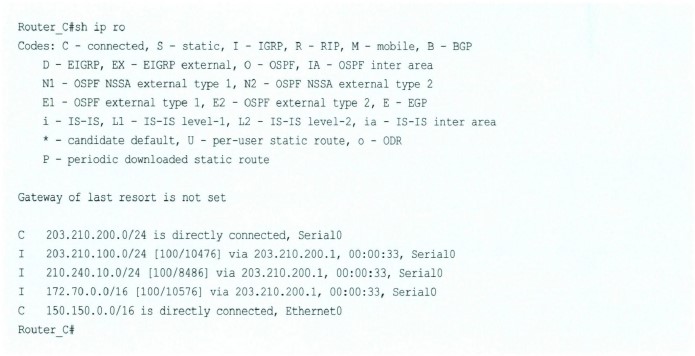 Router_C#sh ip ro
Codes: C - connected, S - static, I - IGRP, R - RIP, M - mobile, B - BGP
D - EIGRP, EX - EIGRP external, O - OSPF, IA - OSPF inter area
N1 - OSPF NSSA external type 1, N2 - OSPF NSSA external type 2
E1 - OSPF external type 1, E2 - OSPF external type 2, E - EGP
i - IS-IS, L1 - IS-IS level-1, L2 - IS-IS level-2, ia - IS-IS inter area
* - candidate default, U - per-user static route, o - ODR
P - periodic downloaded static route
Gateway of last resort is not set
C 203.210.200.0/24 is directly connected, Serial0
I 203.210.100.0/24 [100/10476] via 203.210.200.1, 00:00:33, Serial0
I 210.240.10.0/24 [100/8486] via 203.210.200.1, 00:00:33, Serial0
I 172.70.0.0/16 [100/10576] via 203.210.200.1, 00:00:33, Serial0
C 150.150.0.0/16 is directly connected, Ethernet0
Router_C#